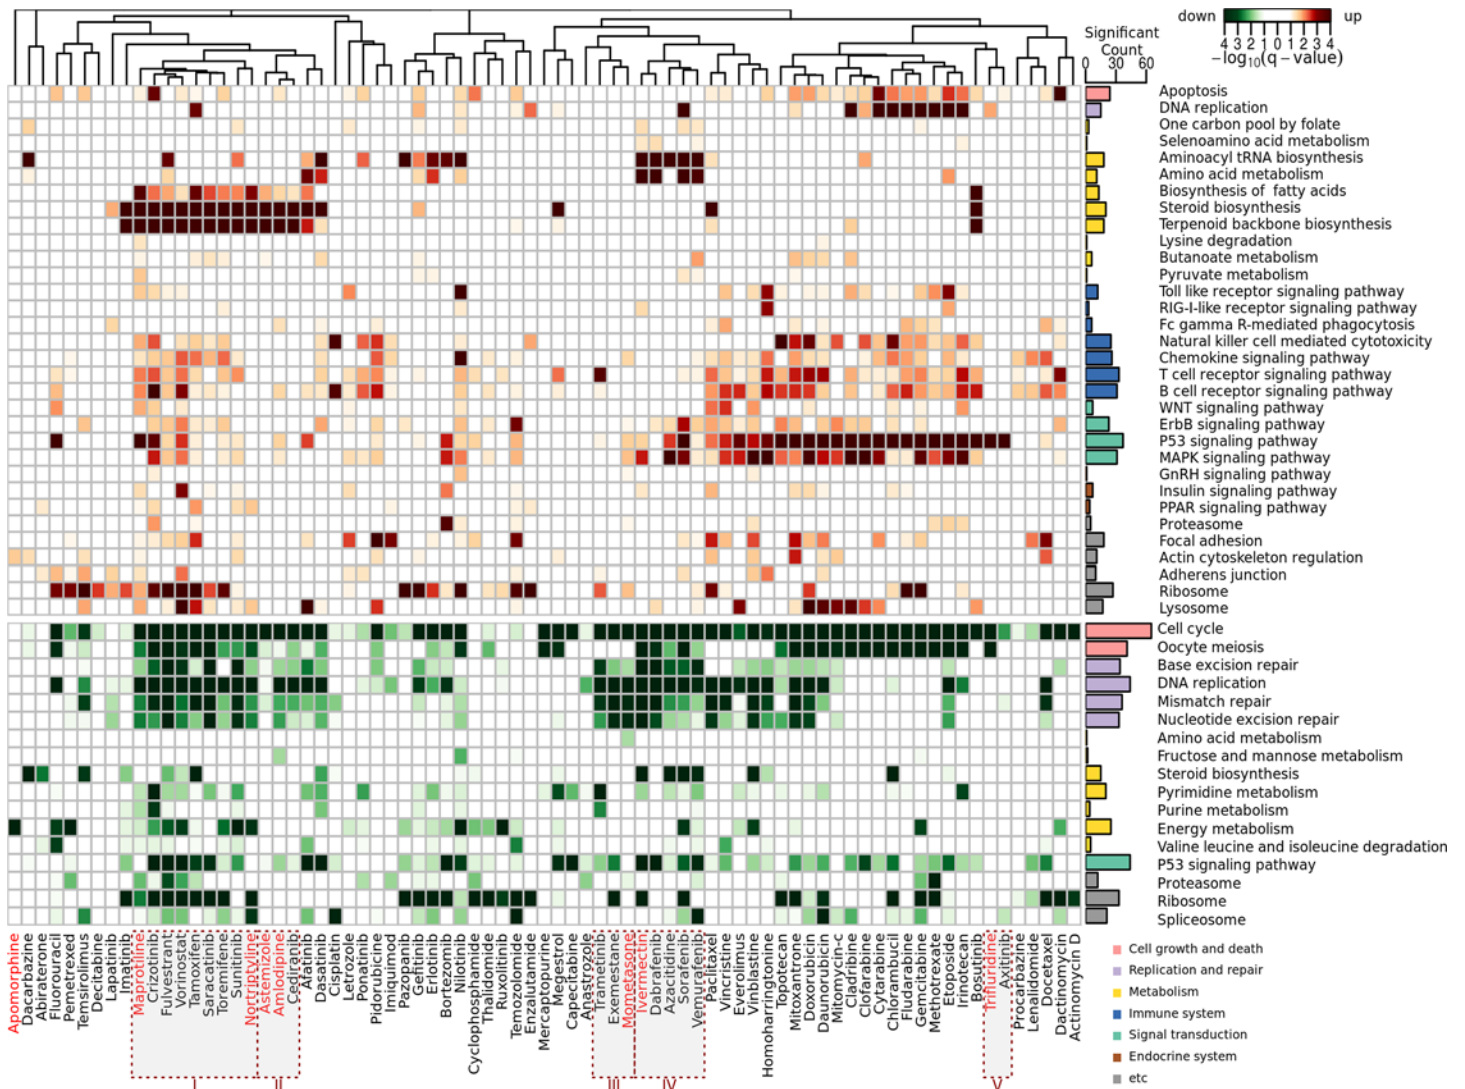 Significant
Count
0 30 60
down up
4 3 2 1 0 1 2 3 4
−log10(q − value)
Apoptosis
DNA replication
One carbon pool by folate
Selenoamino acid metabolism
Aminoacyl tRNA biosynthesis
Amino acid metabolism
Biosynthesis of fatty acids
Steroid biosynthesis
Terpenoid backbone biosynthesis
Lysine degradation
Butanoate metabolism
Pyruvate metabolism
Toll like receptor signaling pathway
RIG-I-like receptor signaling pathway
Fc gamma R-mediated phagocytosis
Natural killer cell mediated cytotoxicity
Chemokine signaling pathway
T cell receptor signaling pathway
B cell receptor signaling pathway
WNT signaling pathway
ErbB signaling pathway
P53 signaling pathway
MAPK signaling pathway
GnRH signaling pathway
Insulin signaling pathway
PPAR signaling pathway
Proteasome
Focal adhesion
Actin cytoskeleton regulation
Adherens junction
Ribosome
Lysosome
Cell cycle
Oocyte meiosis
Base excision repair
DNA replication
Mismatch repair
Nucleotide excision repair
Amino acid metabolism
Fructose and mannose metabolism
Steroid biosynthesis
Pyrimidine metabolism
Purine metabolism
Energy metabolism
Valine leucine and isoleucine degradation
P53 signaling pathway
Proteasome
Ribosome
Spliceosome
Apomorphine
Dacarbazine
Abiraterone
Fluorouracil
Pemetrexed
Temsirolimus
Decitabine
Lapatinib
Imatinib
Maprotiline
Crizotinib
Fulvestrant
Vorinostat
Tamoxifen
Saracatinib
Toremifene
Sunitinib
Nortriptyline
Astemizole
Amlodipine
Cediranib
Afatinib
Dasatinib
Cisplatin
Letrozole
Ponatinib
Pidorubicine
Imiquimod
Pazopanib
Gefitinib
Erlotinib
Bortezomib
Nilotinib
Cyclophosphamide
Thalidomide
Ruxolitinib
Temozolomide
Enzalutamide
Mercaptopurine
Megestrol
Capecitabine
Anastrozole
Trametinib
Exemestane
Mometasone
Ivermectin
Dabrafenib
Azacitidine
Sorafenib
Vemurafenib
Paclitaxel
Vincristine
Everolimus
Vinblastine
Homoharringtonine
Topotecan
Mitoxantrone
Doxorubicin
Daunorubicin
Mitomycin-c
Cladribine
Clofarabine
Cytarabine
Chlorambucil
Fludarabine
Gemcitabine
Methotrexate
Etoposide
Irinotecan
Bosutinib
Trifluridine
Axitinib
Procarbazine
Lenalidomide
Docetaxel
Dactinomycin
Actinomycin D
I
II
III
IV
V
Cell growth and death
Replication and repair
Metabolism
Immune system
Signal transduction
Endocrine system
etc